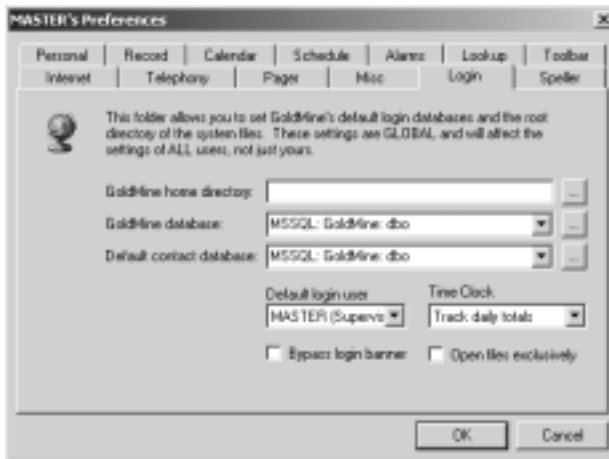 MASTER's Preferences
Personal Record Calendar Schedule Alarms Lookup Toolbar
Internet Telephony Pager Misc Login Speller
This folder allows you to set GoldMine's default login databases and the root
directory of the system files. These settings are GLOBAL and will affect the
settings of ALL users, not just yours.
GoldMine home directory: ...
GoldMine database: MSSQL: GoldMine: dbo ...
Default contact database: MSSQL: GoldMine: dbo ...
Default login user Time Clock
MASTER (Supervis Track daily totals
Bypass login banner Open files exclusively
OK Cancel